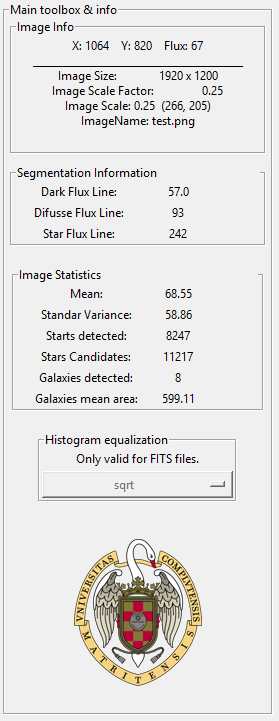 Main toolbox & info
Image Info
X: 1064 Y: 820 Flux: 67
Image Size: 1920 x 1200
Image Scale Factor: 0.25
Image Scale: 0.25 (266, 205)
ImageName: test.png
Segmentation Information
Dark Flux Line: 57.0
Difusse Flux Line: 93
Star Flux Line: 242
Image Statistics
Mean: 68.55
Standar Variance: 58.86
Starts detected: 8247
Stars Candidates: 11217
Galaxies detected: 8
Galaxies mean area: 599.11
Histogram equalization
Only valid for FITS files.
sqrt
VNIVERSITAS COMPLVTENSIS
MATRITENSIS